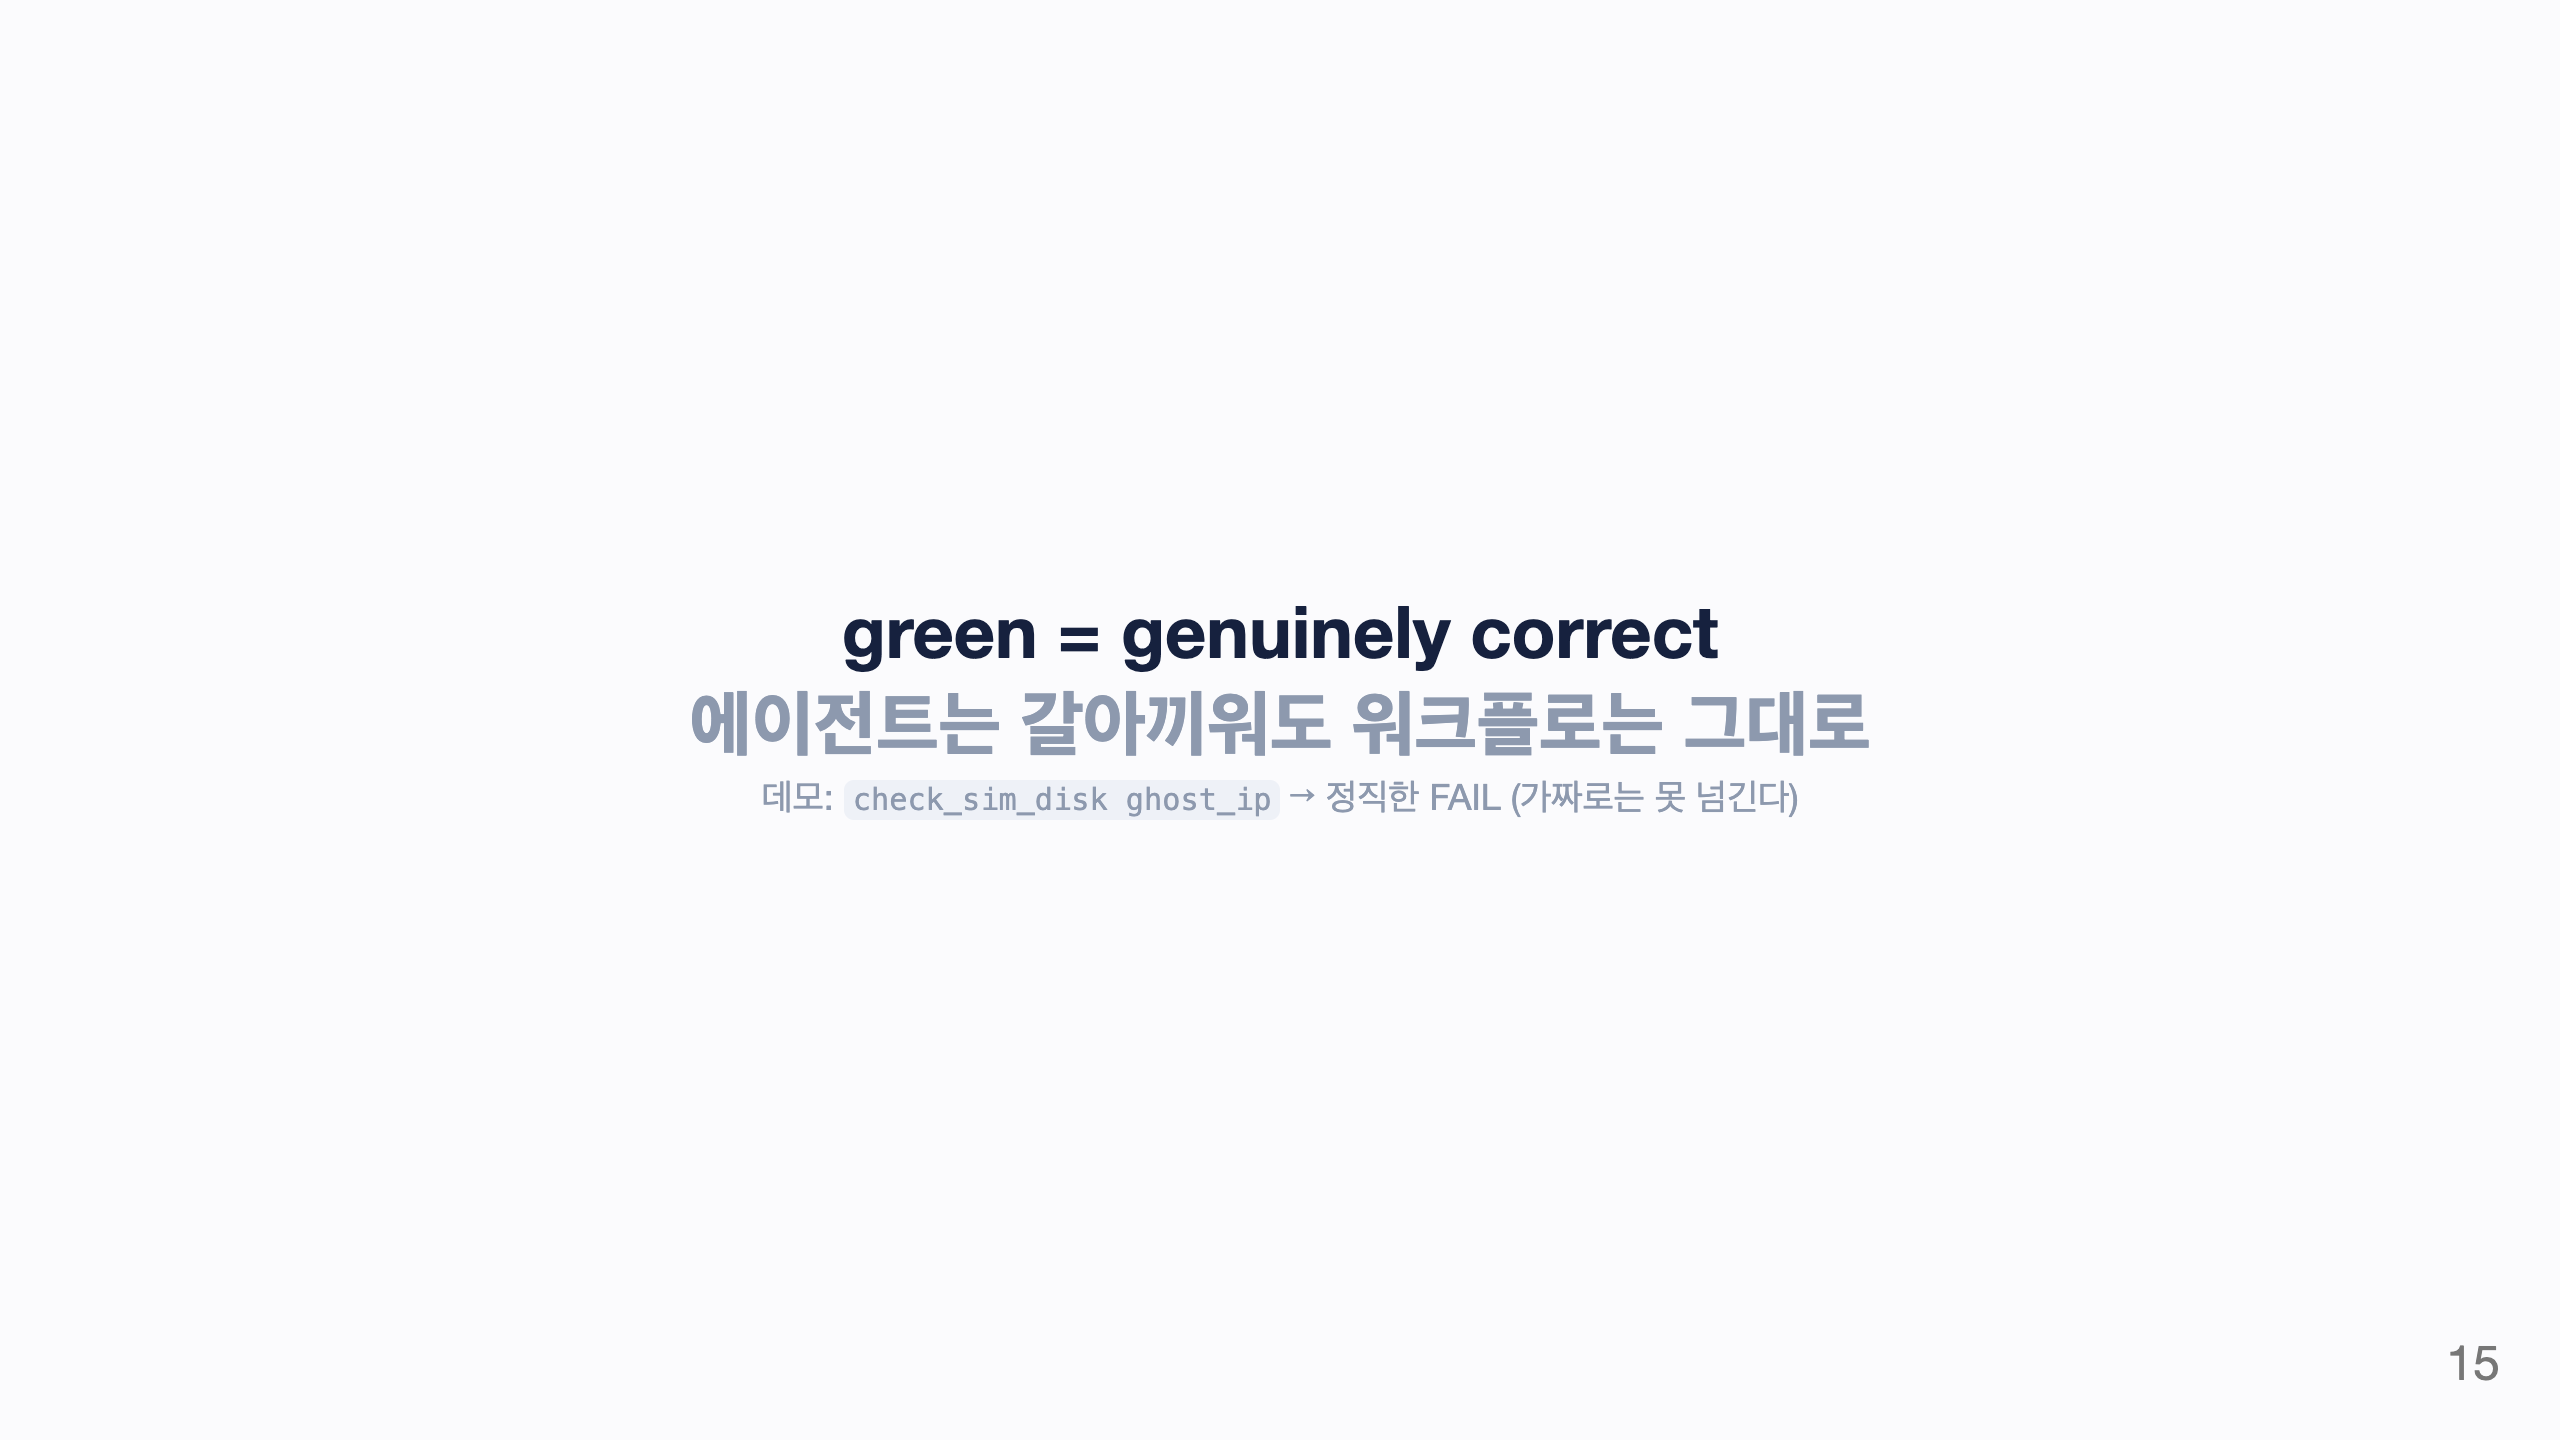 green = genuinely correct
에이전트는 갈아끼워도 워크플로는 그대로
데모: check_sim_disk ghost_ip → 정직한 FAIL (가짜로는 못 넘긴다)
15